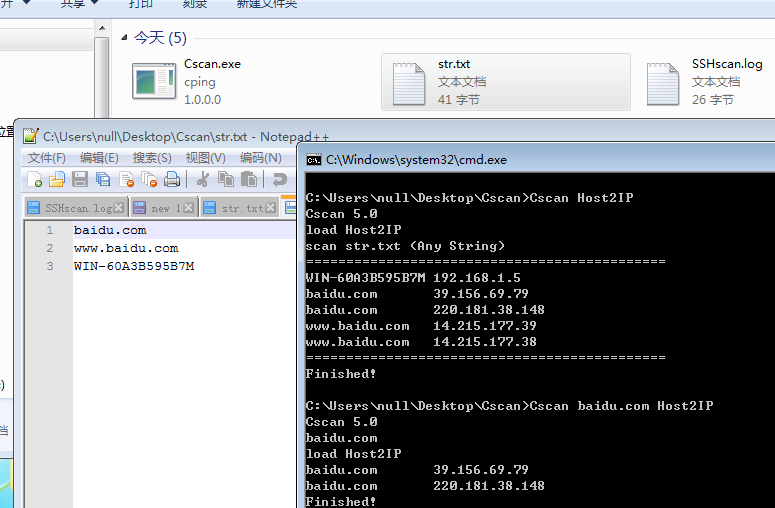 共享 打印 刻录 新建文件夹
今天 (5)
Cscan.exe
cping
1.0.0.0
str.txt
文本文档
41 字节
SSHscan.log
文本文档
26 字节
位置
C:\Users\null\Desktop\Cscan\str.txt - Notepad++
文件(F) 编辑(E) 搜索(S) 视图(V) 编码(N)
SSHscan.log new 1 str.txt
1 baidu.com
2 www.baidu.com
3 WIN-60A3B595B7M
C:\Windows\system32\cmd.exe
C:\Users\null\Desktop\Cscan>Cscan Host2IP
Cscan 5.0
load Host2IP
scan str.txt (Any String)
=============================================
WIN-60A3B595B7M 192.168.1.5
baidu.com 39.156.69.79
baidu.com 220.181.38.148
www.baidu.com 14.215.177.39
www.baidu.com 14.215.177.38
=============================================
Finished!
C:\Users\null\Desktop\Cscan>Cscan baidu.com Host2IP
Cscan 5.0
baidu.com
load Host2IP
baidu.com 39.156.69.79
baidu.com 220.181.38.148
Finished!